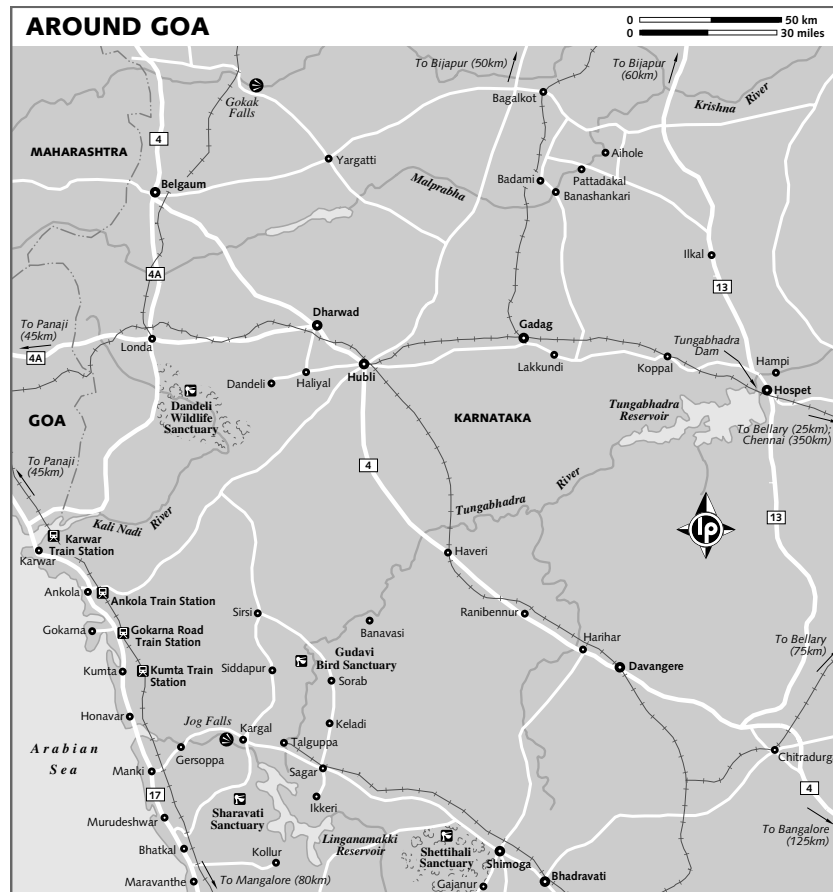 AROUND GOA
0 50 km
0 30 miles
To Bijapur (50km)
To Bijapur
(60km)
Gokak
Falls
Bagalkot
Krishna River
4
MAHARASHTRA
Yargatti
Aihole
Belgaum
Malprabha
Badami
Pattadakal
Banashankari
4A
Ilkal
13
Dharwad
Gadag
To Panaji
(45km)
4A
Londa
Lakkundi
Koppal
Tungabhadra
Dam
Hampi
Hubli
Hospet
Dandeli
Haliyal
Dandeli
Wildlife
Sanctuary
GOA
KARNATAKA
Tungabhadra
Reservoir
To Bellary (25km);
Chennai (350km)
To Panaji
(45km)
4
Tungabhadra River
Kali Nadi River
lp
13
Karwar
Train Station
Karwar
Haveri
Ankola
Ankola Train Station
Sirsi
Banavasi
Ranibennur
Gokarna
Gokarna Road
Train Station
Harihar
To Bellary
(75km)
Kumta
Kumta Train
Station
Siddapur
Gudavi
Bird Sanctuary
Sorab
Davangere
Honavar
Jog Falls
Kargal
Keladi
Talguppa
Arabian
Sea
Gersoppa
Chitradurga
Manki
Sagar
17
Ikkeri
4
Sharavati
Sanctuary
Murudeshwar
Linganamakki
Reservoir
Shettihali
Sanctuary
To Bangalore
(125km)
Bhatkal
Kollur
Shimoga
Maravanthe
To Mangalore (80km)
Gajanur
Bhadravati